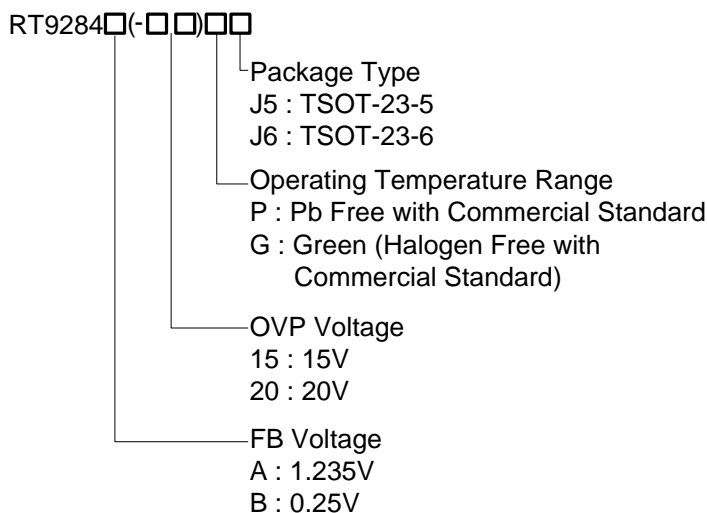 RT9284□(-□□)□□
Package Type
J5 : TSOT-23-5
J6 : TSOT-23-6
Operating Temperature Range
P : Pb Free with Commercial Standard
G : Green (Halogen Free with
Commercial Standard)
OVP Voltage
15 : 15V
20 : 20V
FB Voltage
A : 1.235V
B : 0.25V